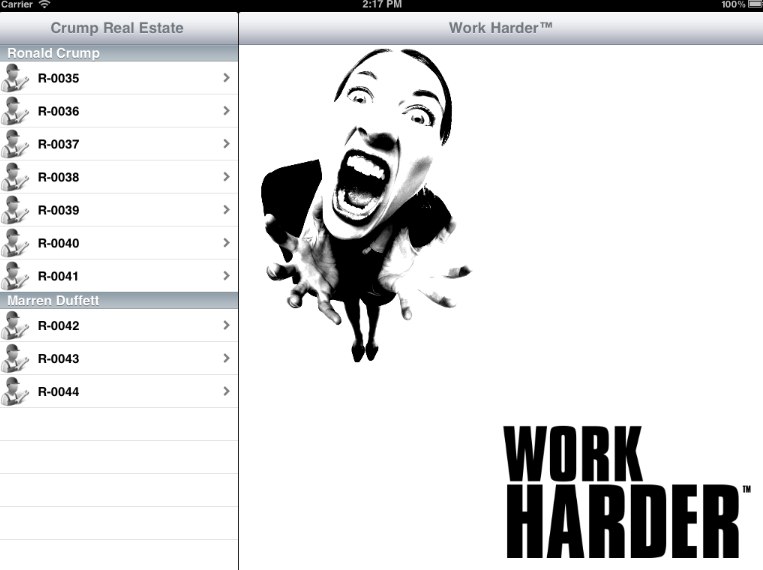 Carrier 2:17 PM 100%
Crump Real Estate
Ronald Crump
R-0035
R-0036
R-0037
R-0038
R-0039
R-0040
R-0041
Marren Duffett
R-0042
R-0043
R-0044
Work Harder™
WORK
HARDER™